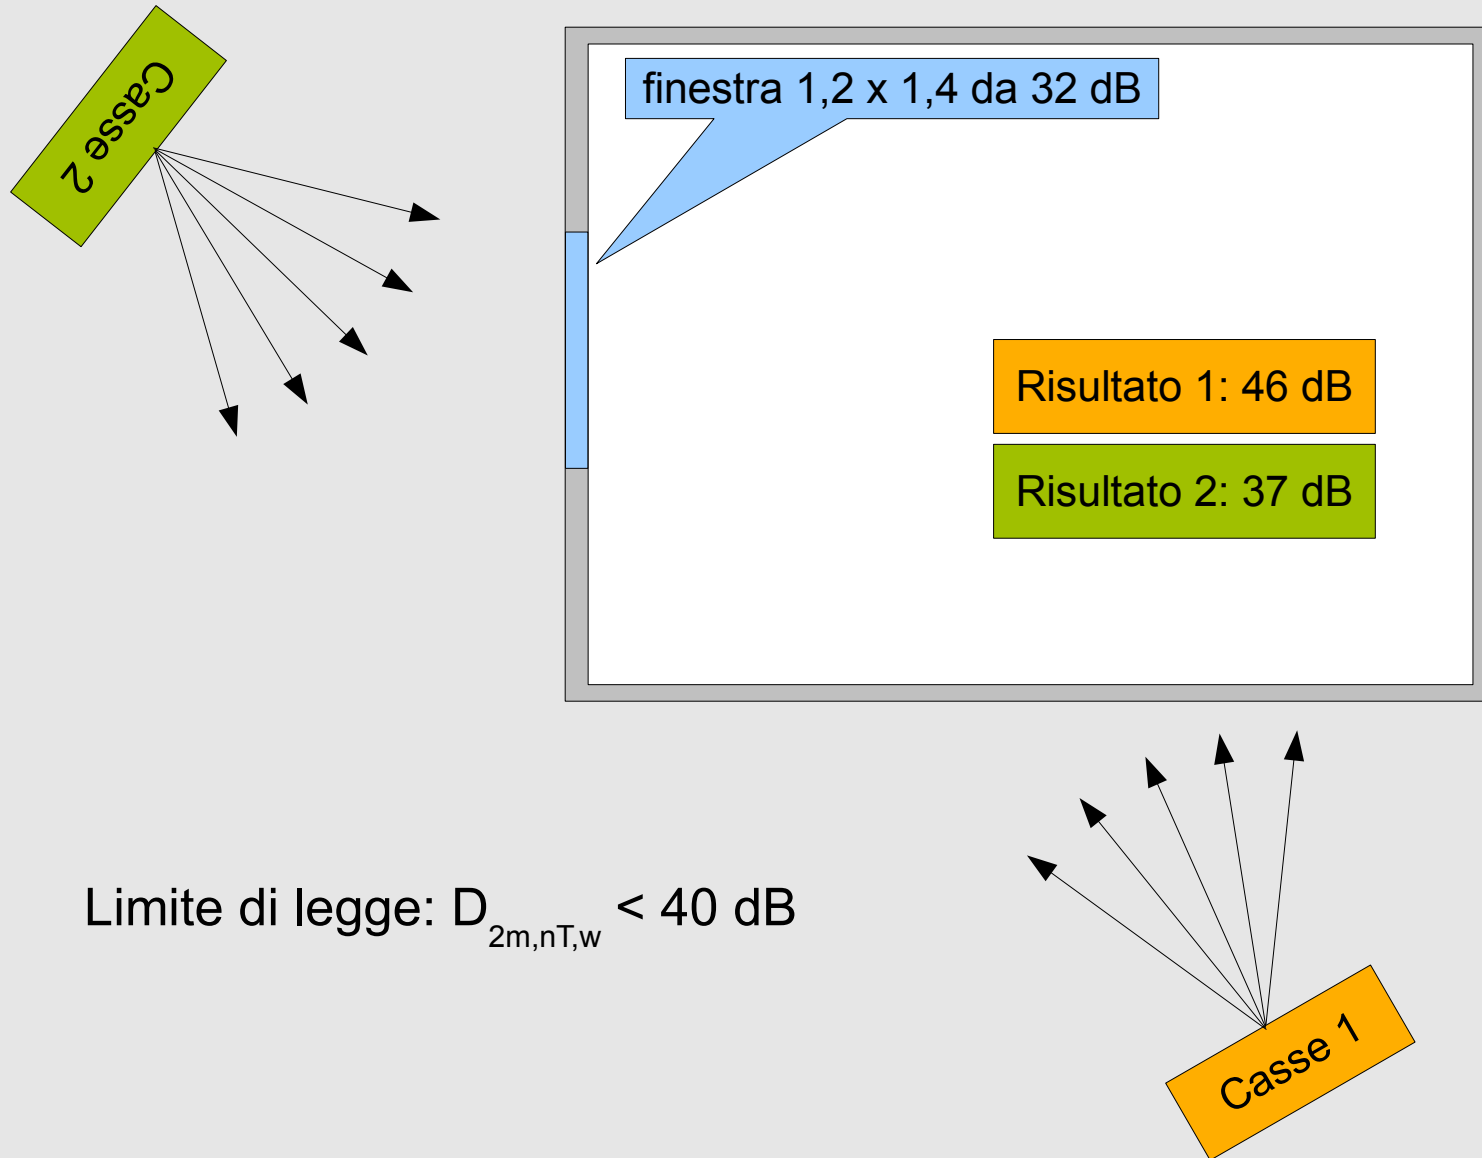 Casse 2
finestra 1,2 x 1,4 da 32 dB
Risultato 1: 46 dB
Risultato 2: 37 dB
Limite di legge: D2m,nT,w < 40 dB
Casse 1